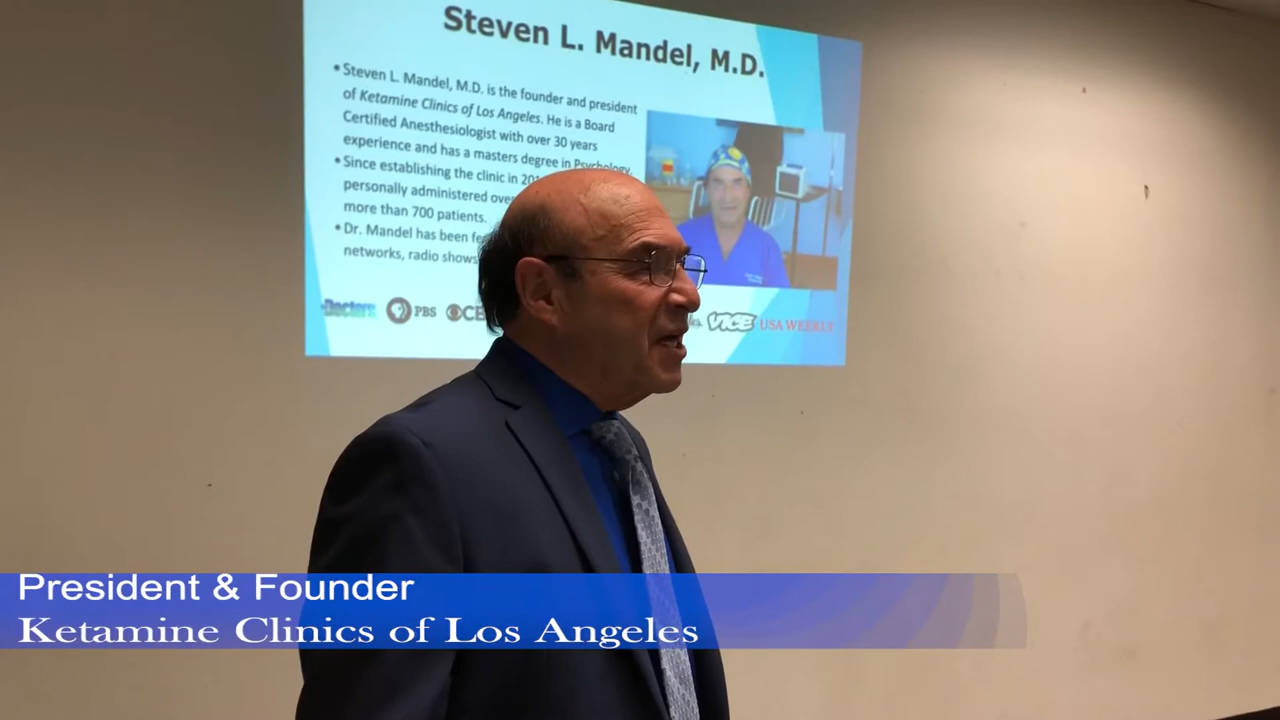 Steven L. Mandel, M.D.
• Steven L. Mandel, M.D. is the founder and president
of Ketamine Clinics of Los Angeles. He is a Board
Certified Anesthesiologist with over 30 years
experience and has a masters degree in Psychology.
• Since establishing the clinic in 20
personally administered over
more than 700 patients.
• Dr. Mandel has been
networks, radio shows
Doctors PBS VICE USA WEEKLY
President & Founder
Ketamine Clinics of Los Angeles